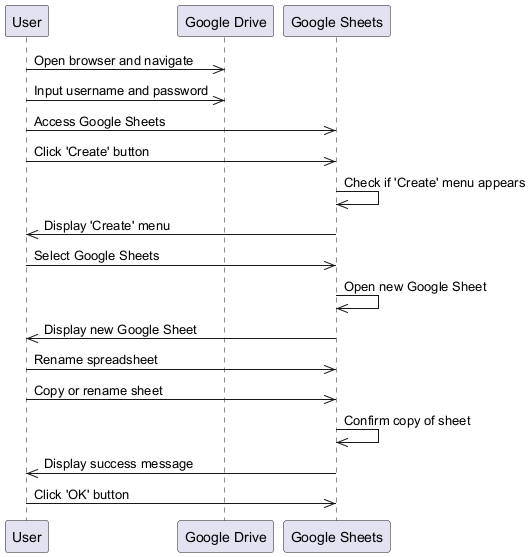 User
Google Drive
Google Sheets
Open browser and navigate
Input username and password
Access Google Sheets
Click 'Create' button
Check if 'Create' menu appears
Display 'Create' menu
Select Google Sheets
Open new Google Sheet
Display new Google Sheet
Rename spreadsheet
Copy or rename sheet
Confirm copy of sheet
Display success message
Click 'OK' button
User
Google Drive
Google Sheets